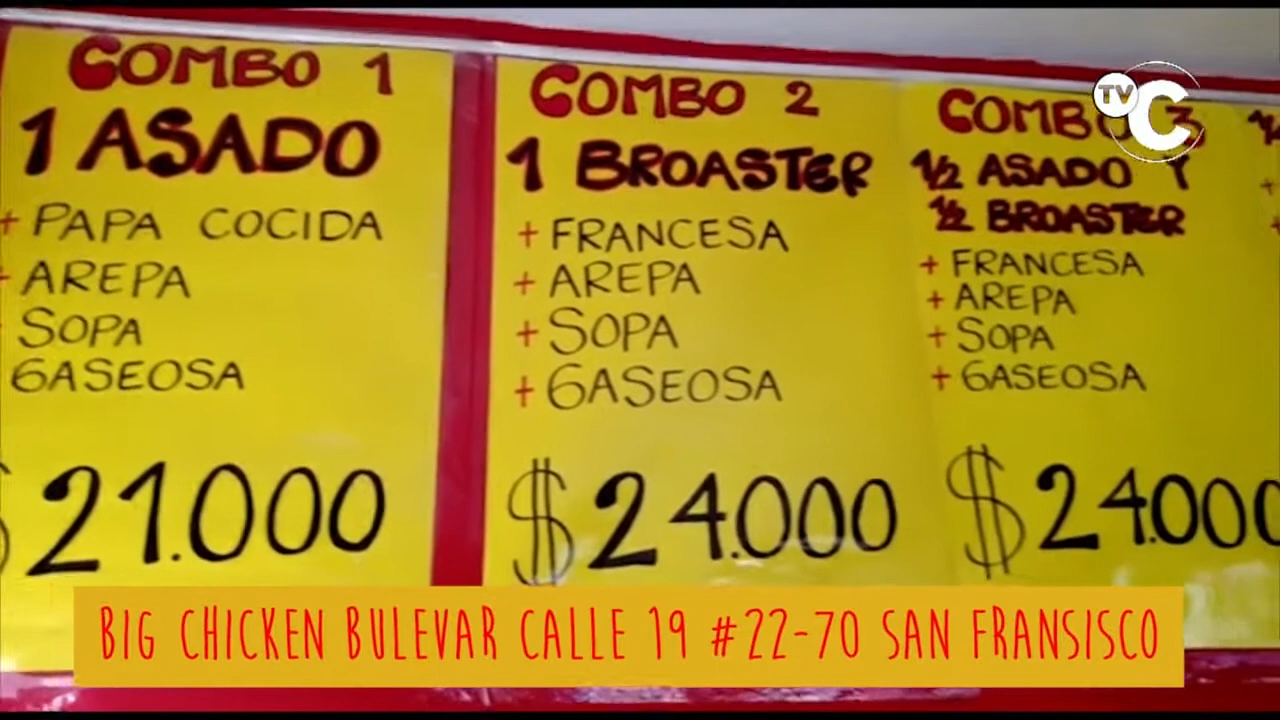 COMBO 1
1 ASADO
+ PAPA COCIDA
+ AREPA
SOPA
GASEOSA
$21.000
COMBO 2
1 BROASTER
+ FRANCESA
+ AREPA
+ SOPA
+ GASEOSA
$24.000
COMBO 3
1/2 ASADO Y
1/2 BROASTER
+ FRANCESA
+ AREPA
+ SOPA
+ GASEOSA
$24.000
TVC
BIG CHICKEN BULEVAR CALLE 19 #22-70 SAN FRANSISCO